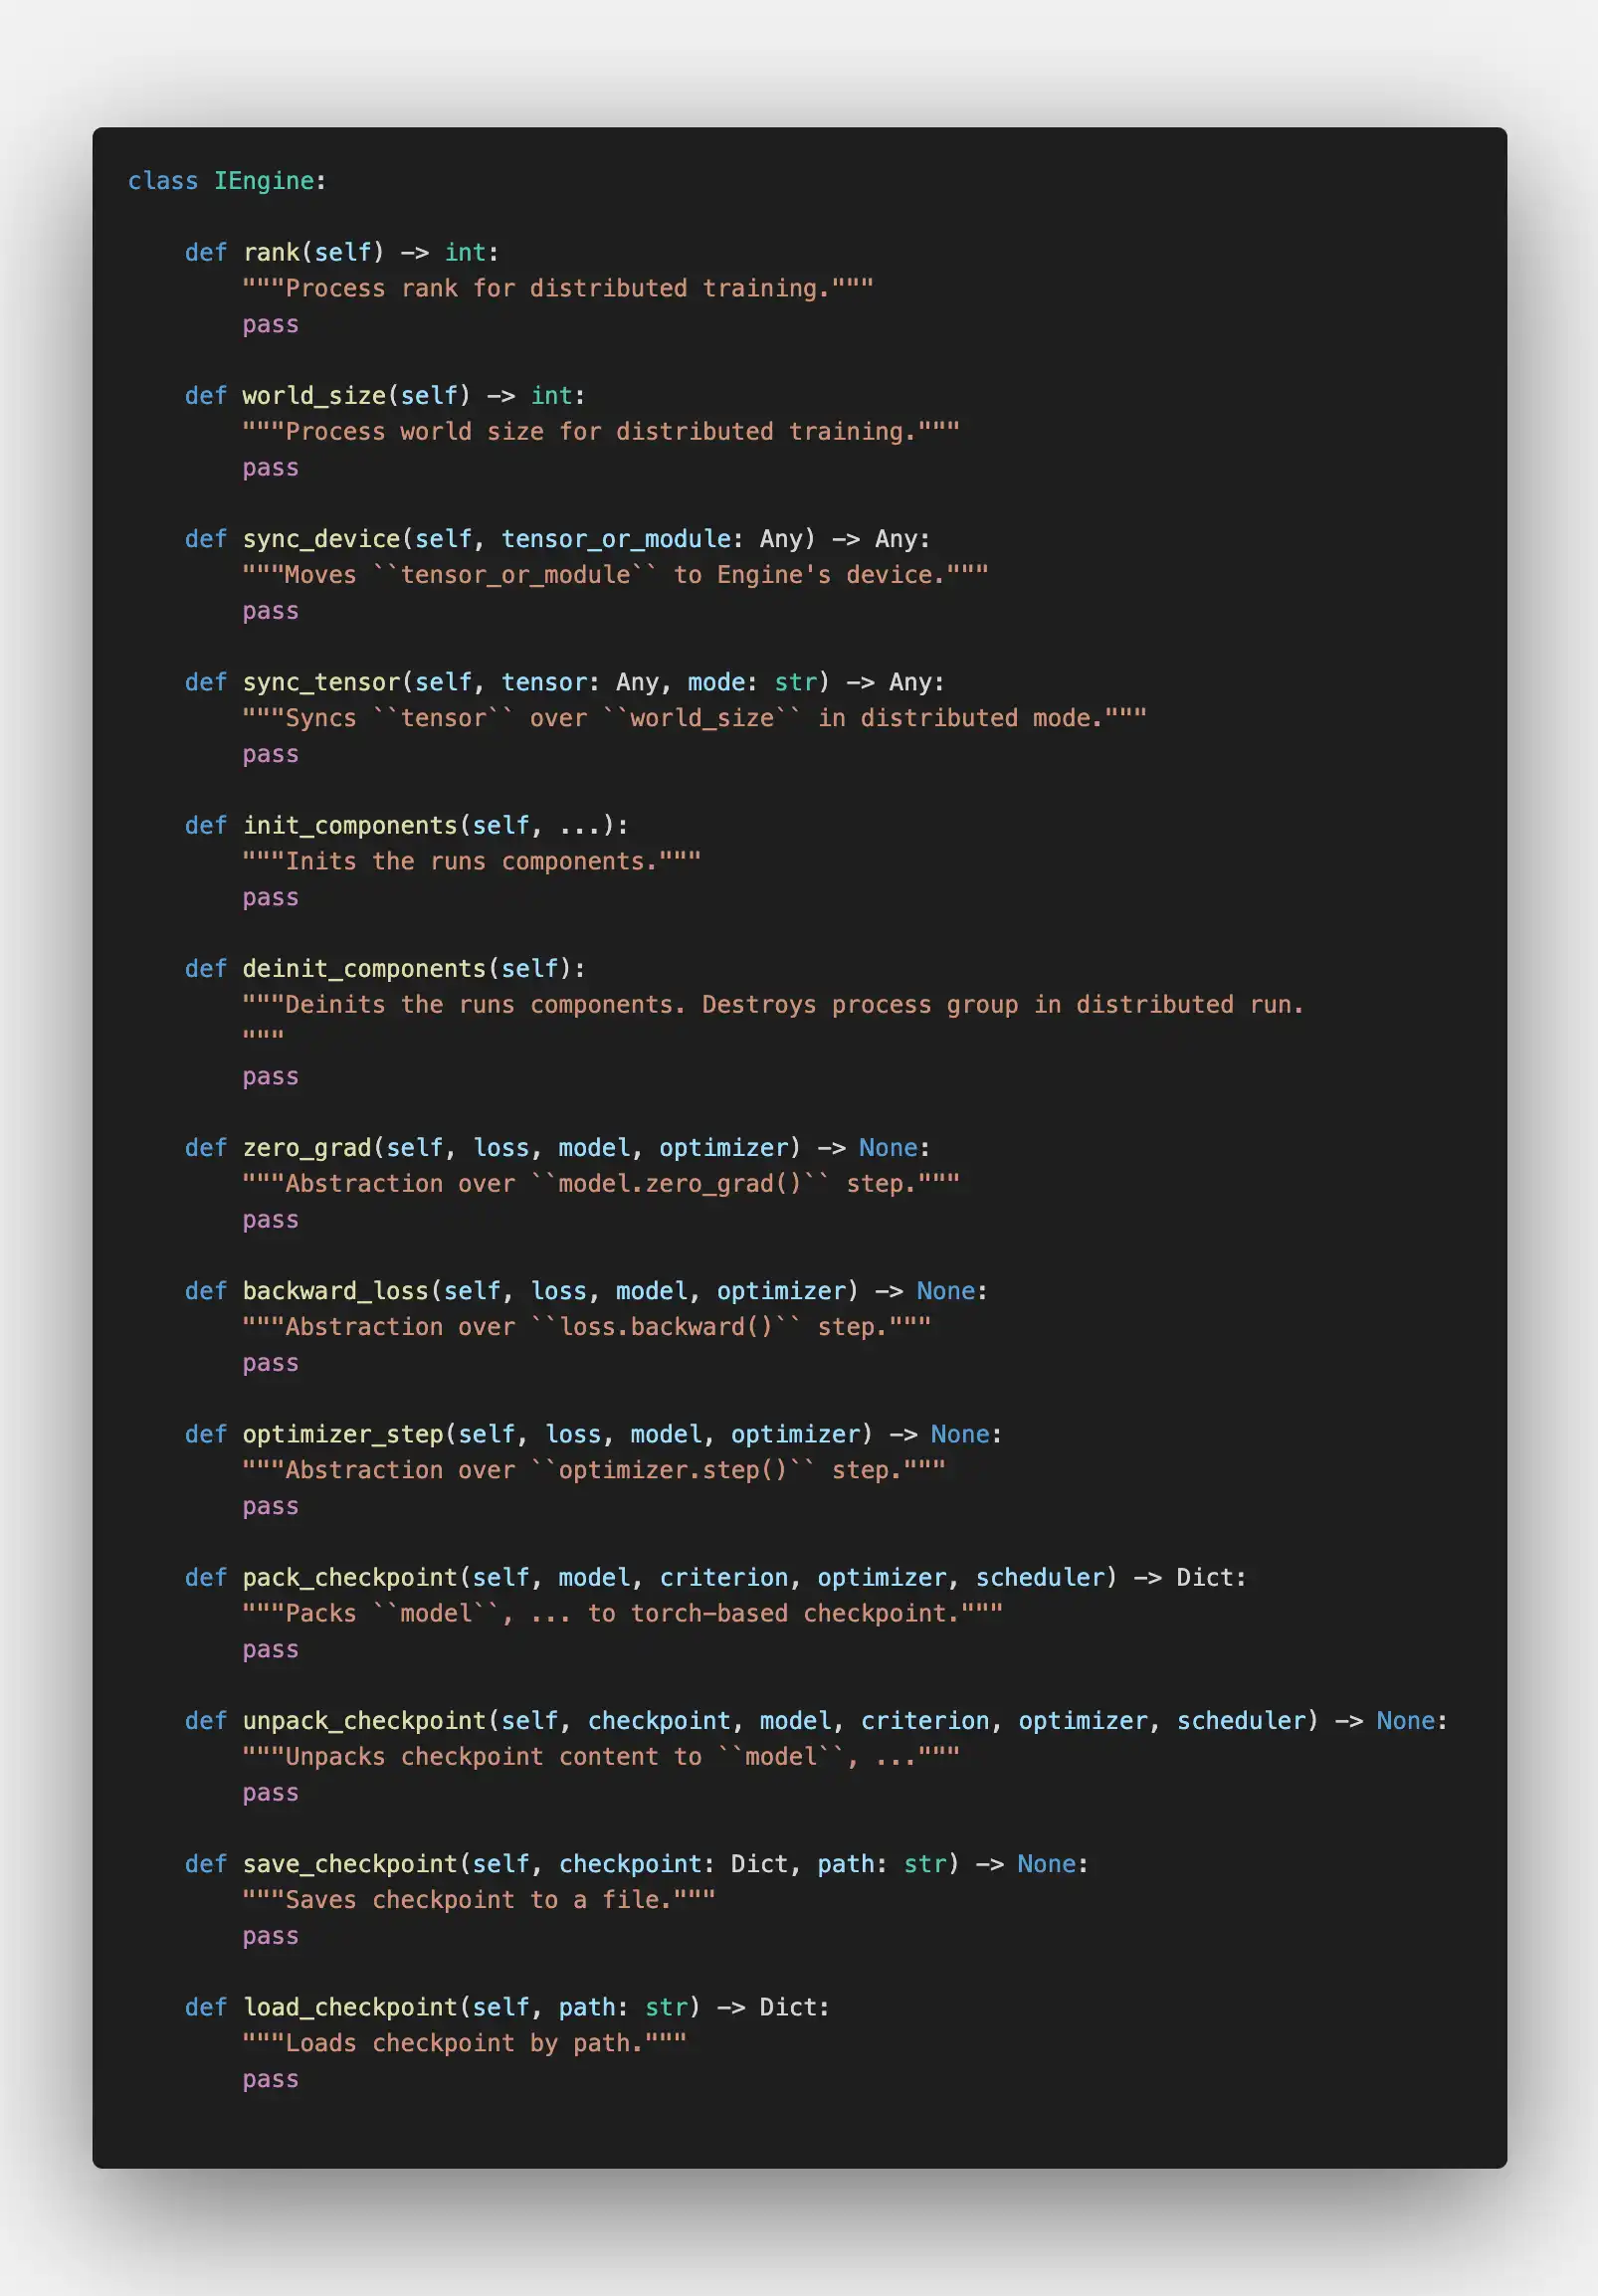 class IEngine:
def rank(self) -> int:
"""Process rank for distributed training."""
pass
def world_size(self) -> int:
"""Process world size for distributed training."""
pass
def sync_device(self, tensor_or_module: Any) -> Any:
"""Moves ``tensor_or_module`` to Engine's device."""
pass
def sync_tensor(self, tensor: Any, mode: str) -> Any:
"""Syncs ``tensor`` over ``world_size`` in distributed mode."""
pass
def init_components(self, ...):
"""Inits the runs components."""
pass
def deinit_components(self):
"""Deinits the runs components. Destroys process group in distributed run.
"""
pass
def zero_grad(self, loss, model, optimizer) -> None:
"""Abstraction over ``model.zero_grad()`` step."""
pass
def backward_loss(self, loss, model, optimizer) -> None:
"""Abstraction over ``loss.backward()`` step."""
pass
def optimizer_step(self, loss, model, optimizer) -> None:
"""Abstraction over ``optimizer.step()`` step."""
pass
def pack_checkpoint(self, model, criterion, optimizer, scheduler) -> Dict:
"""Packs ``model``, ... to torch-based checkpoint."""
pass
def unpack_checkpoint(self, checkpoint, model, criterion, optimizer, scheduler) -> None:
"""Unpacks checkpoint content to ``model``, ..."""
pass
def save_checkpoint(self, checkpoint: Dict, path: str) -> None:
"""Saves checkpoint to a file."""
pass
def load_checkpoint(self, path: str) -> Dict:
"""Loads checkpoint by path."""
pass